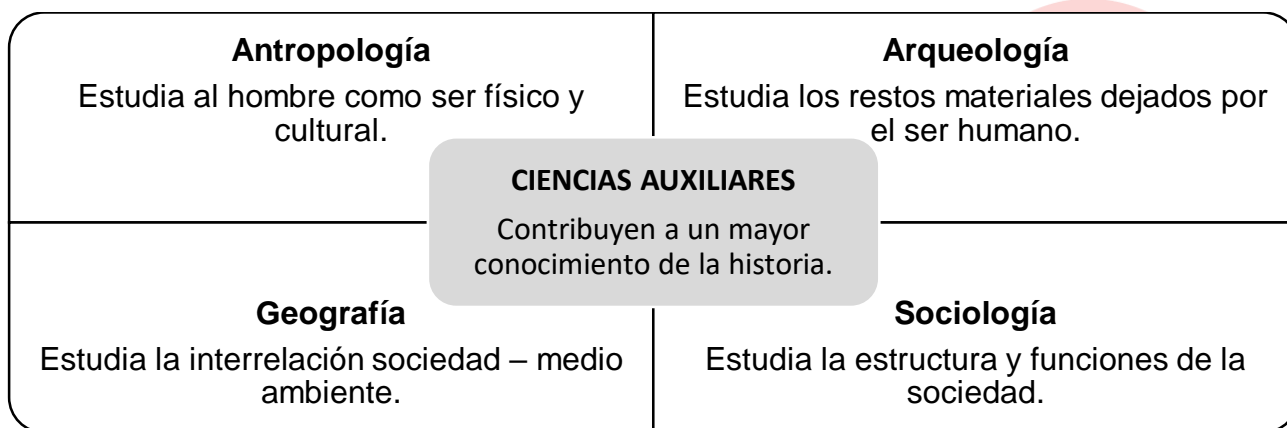 Antropología
Estudia al hombre como ser físico y
cultural.
Arqueología
Estudia los restos materiales dejados por
el ser humano.
CIENCIAS AUXILIARES
Contribuyen a un mayor
conocimiento de la historia.
Geografía
Estudia la interrelación sociedad – medio
ambiente.
Sociología
Estudia la estructura y funciones de la
sociedad.